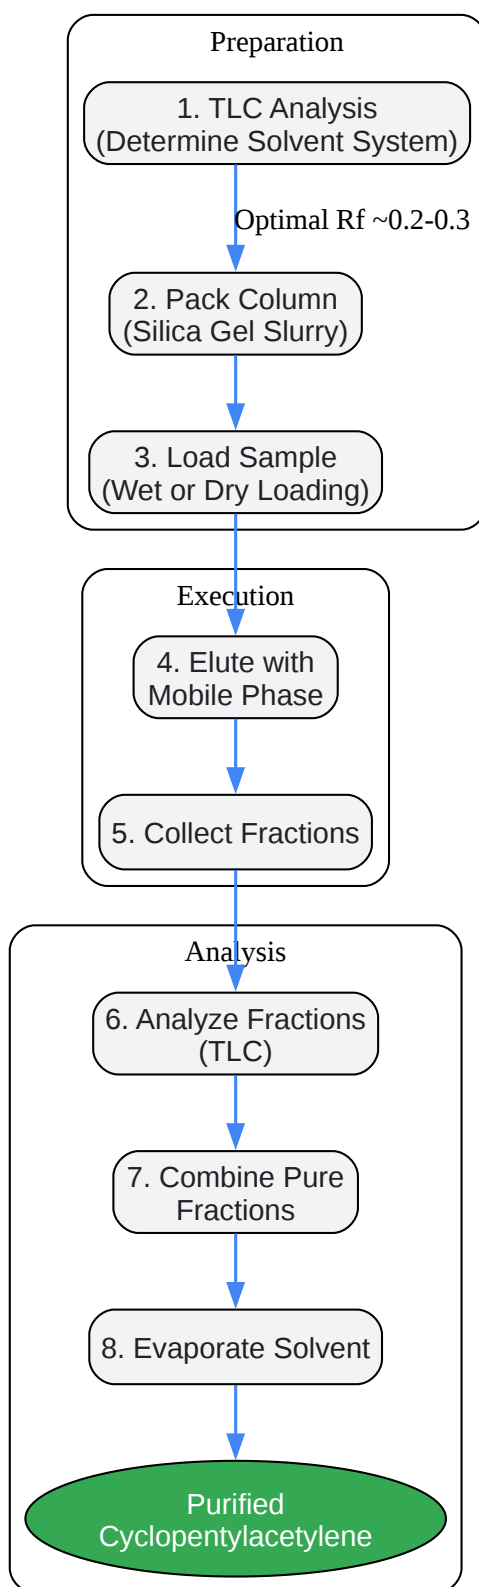 Preparation
1. TLC Analysis
(Determine Solvent System)
Optimal Rf ~0.2-0.3
2. Pack Column
(Silica Gel Slurry)
3. Load Sample
(Wet or Dry Loading)
Execution
4. Elute with
Mobile Phase
5. Collect Fractions
Analysis
6. Analyze Fractions
(TLC)
7. Combine Pure
Fractions
8. Evaporate Solvent
Purified
Cyclopentylacetylene